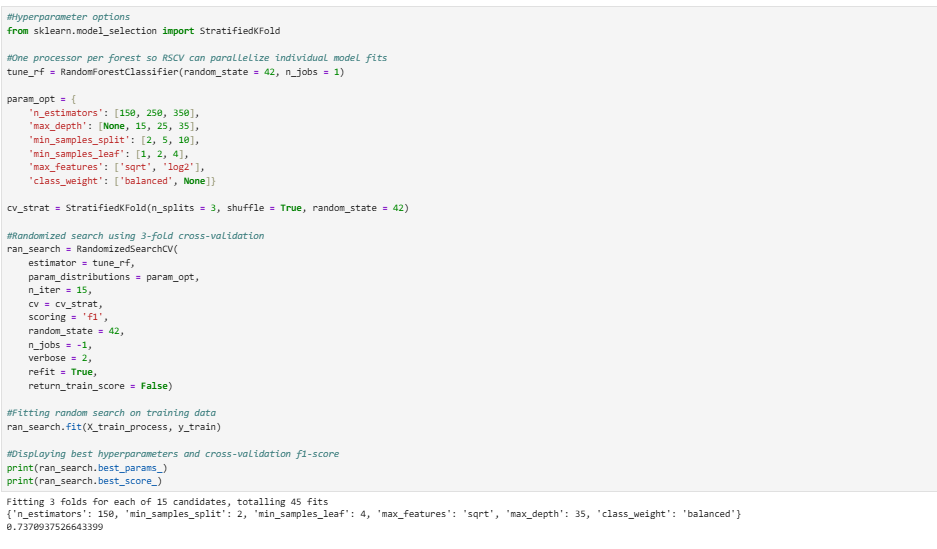 #Hyperparameter options
from sklearn.model_selection import StratifiedKFold
#One processor per forest so RSCV can parallelize individual model fits
tune_rf = RandomForestClassifier(random_state = 42, n_jobs = 1)
param_opt = {
    'n_estimators': [150, 250, 350],
    'max_depth': [None, 15, 25, 35],
    'min_samples_split': [2, 5, 10],
    'min_samples_leaf': [1, 2, 4],
    'max_features': ['sqrt', 'log2'],
    'class_weight': ['balanced', None]}
cv_strat = StratifiedKFold(n_splits = 3, shuffle = True, random_state = 42)
#Randomized search using 3-fold cross-validation
ran_search = RandomizedSearchCV(
    estimator = tune_rf,
    param_distributions = param_opt,
    n_iter = 15,
    cv = cv_strat,
    scoring = 'f1',
    random_state = 42,
    n_jobs = -1,
    verbose = 2,
    refit = True,
    return_train_score = False)
#Fitting random search on training data
ran_search.fit(X_train_process, y_train)
#Displaying best hyperparameters and cross-validation f1-score
print(ran_search.best_params_)
print(ran_search.best_score_)
Fitting 3 folds for each of 15 candidates, totalling 45 fits
{'n_estimators': 150, 'min_samples_split': 2, 'min_samples_leaf': 4, 'max_features': 'sqrt', 'max_depth': 35, 'class_weight': 'balanced'}
0.7370937526643399